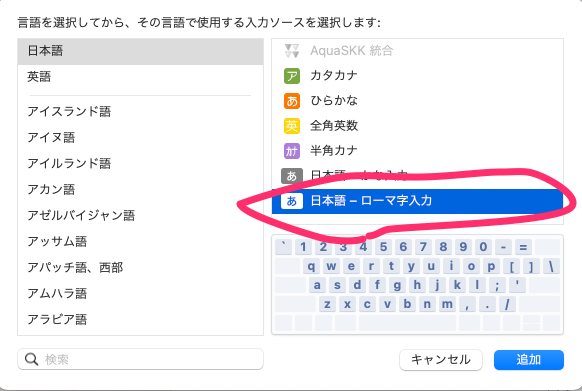 言語を選択してから、その言語で使用する入力ソースを選択します:
日本語
英語
アイスランド語
アイヌ語
アイルランド語
アカン語
アゼルバイジャン語
アッサム語
アパッチ語、西部
アムハラ語
アラビア語
検索
AquaSKK 統合
ア カタカナ
あ ひらかな
英 全角英数
ｶﾅ 半角カナ
あ 日本語 – かな入力
あ 日本語 – ローマ字入力
` 1 2 3 4 5 6 7 8 9 0 - =
q w e r t y u i o p [ ] \
a s d f g h j k l ; '
z x c v b n m , . /
キャンセル 追加